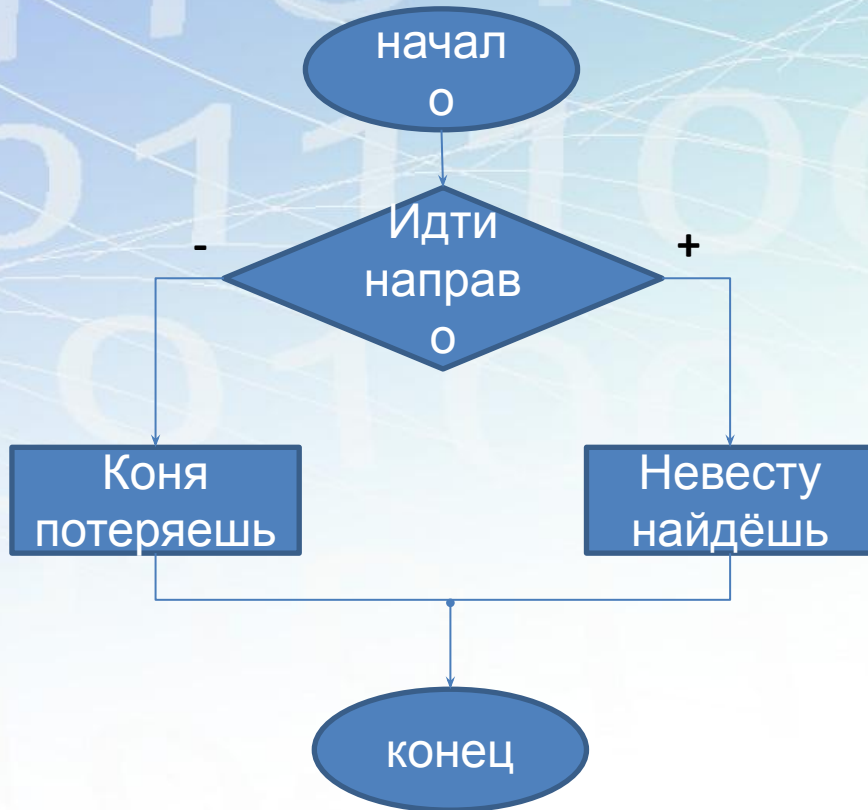 начал
о
Идти
направ
о
-
+
Коня
потеряешь
Невесту
найдёшь
конец